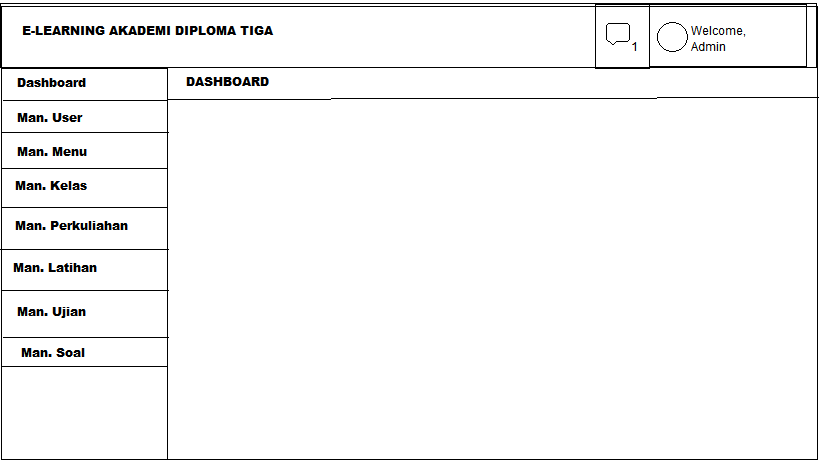 E-LEARNING AKADEMI DIPLOMA TIGA
1
Welcome,
Admin
Dashboard
DASHBOARD
Man. User
Man. Menu
Man. Kelas
Man. Perkuliahan
Man. Latihan
Man. Ujian
Man. Soal